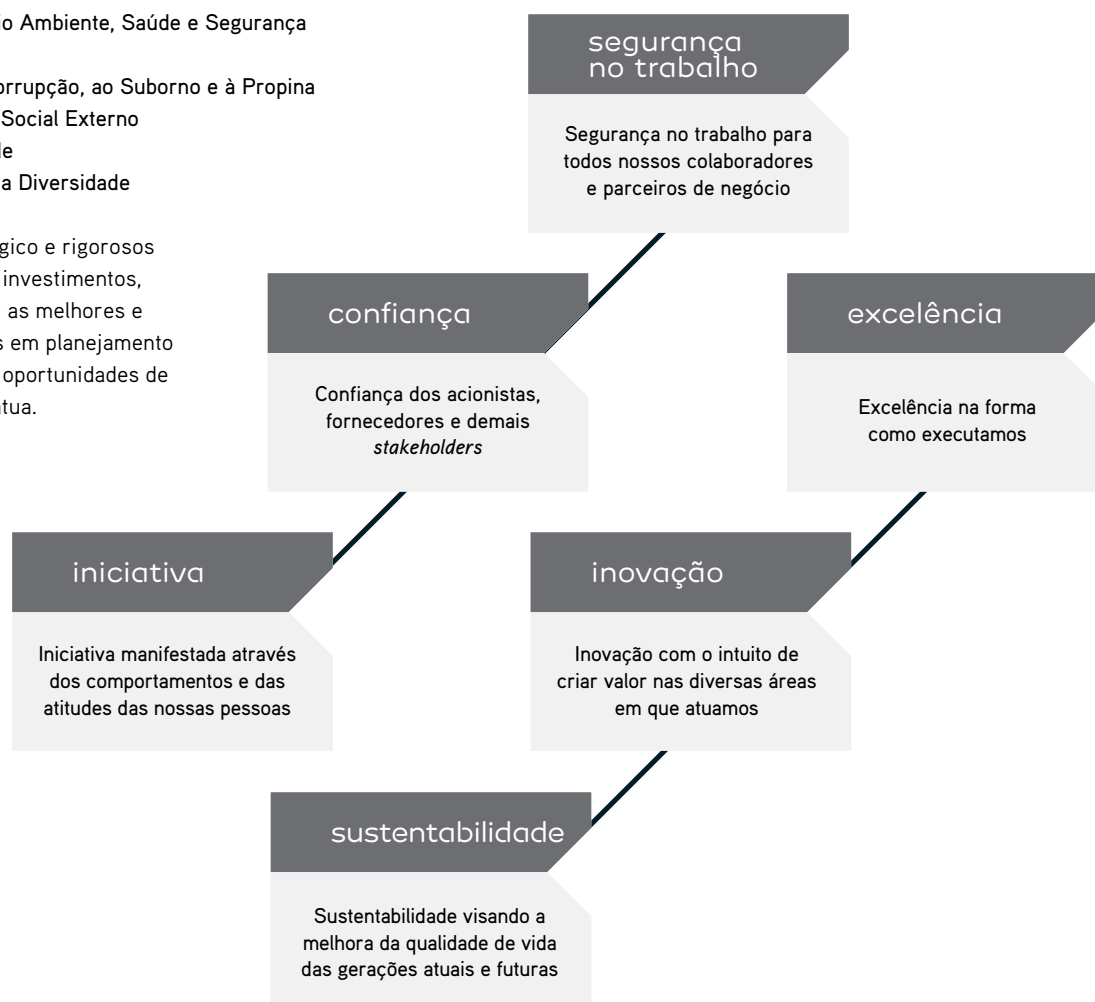 io Ambiente, Saúde e Segurança
orrupção, ao Suborno e à Propina
Social Externo
de
a Diversidade
gico e rigorosos
investimentos,
as melhores e
s em planejamento
oportunidades de
atua.
segurança
no trabalho
Segurança no trabalho para
todos nossos colaboradores
e parceiros de negócio
confiança
Confiança dos acionistas,
fornecedores e demais
stakeholders
excelência
Excelência na forma
como executamos
iniciativa
Iniciativa manifestada através
dos comportamentos e das
atitudes das nossas pessoas
inovação
Inovação com o intuito de
criar valor nas diversas áreas
em que atuamos
sustentabilidade
Sustentabilidade visando a
melhora da qualidade de vida
das gerações atuais e futuras